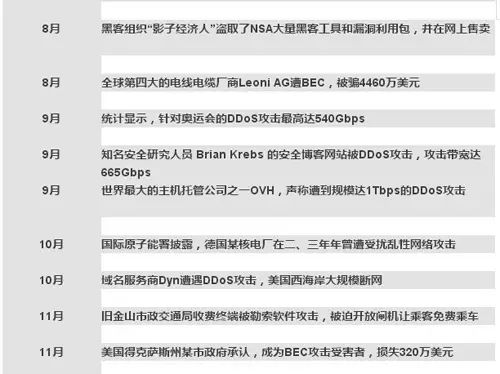 8月 黑客组织“影子经济人”盗取了NSA大量黑客工具和漏洞利用包，并在网上售卖
8月 全球第四大的电线电缆厂商Leoni AG遭BEC，被骗4460万美元
9月 统计显示，针对奥运会的DDoS攻击最高达540Gbps
9月 知名安全研究人员 Brian Krebs 的安全博客网站被DDoS攻击，攻击带宽达
665Gbps
9月 世界最大的主机托管公司之一OVH，声称遭到规模达1Tbps的DDoS攻击
10月 国际原子能署披露，德国某核电厂在二、三年年曾遭受扰乱性网络攻击
10月 域名服务商Dyn遭遇DDoS攻击，美国西海岸大规模断网
11月 旧金山市政交通局收费终端被勒索软件攻击，被迫开放闸机让乘客免费乘车
11月 美国得克萨斯州某市政府承认，成为BEC攻击受害者，损失320万美元